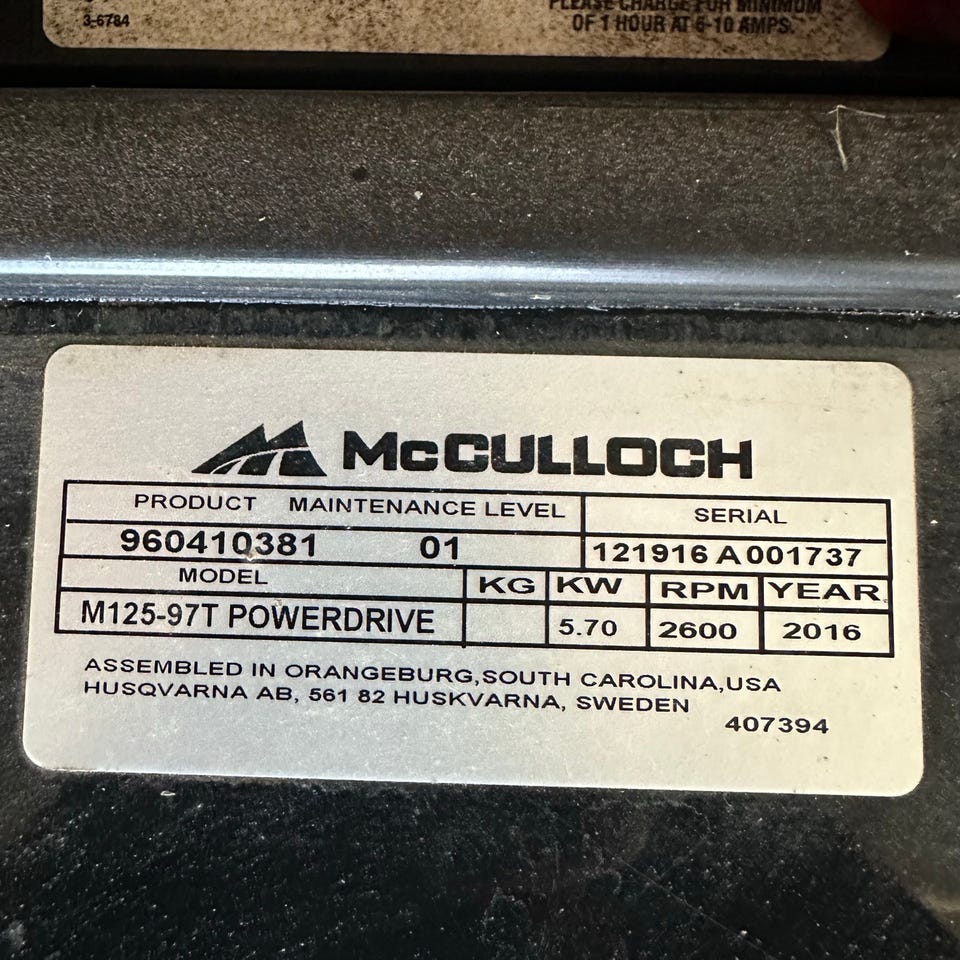 3-6784
PLEASE CHARGE FOR MINIMUM
OF 1 HOUR AT 6-10 AMPS.
McCULLOCH
PRODUCT MAINTENANCE LEVEL SERIAL
960410381 01 121916 A 001737
MODEL KG KW RPM YEAR
M125-97T POWERDRIVE 5.70 2600 2016
ASSEMBLED IN ORANGEBURG,SOUTH CAROLINA,USA
HUSQVARNA AB, 561 82 HUSKVARNA, SWEDEN
407394